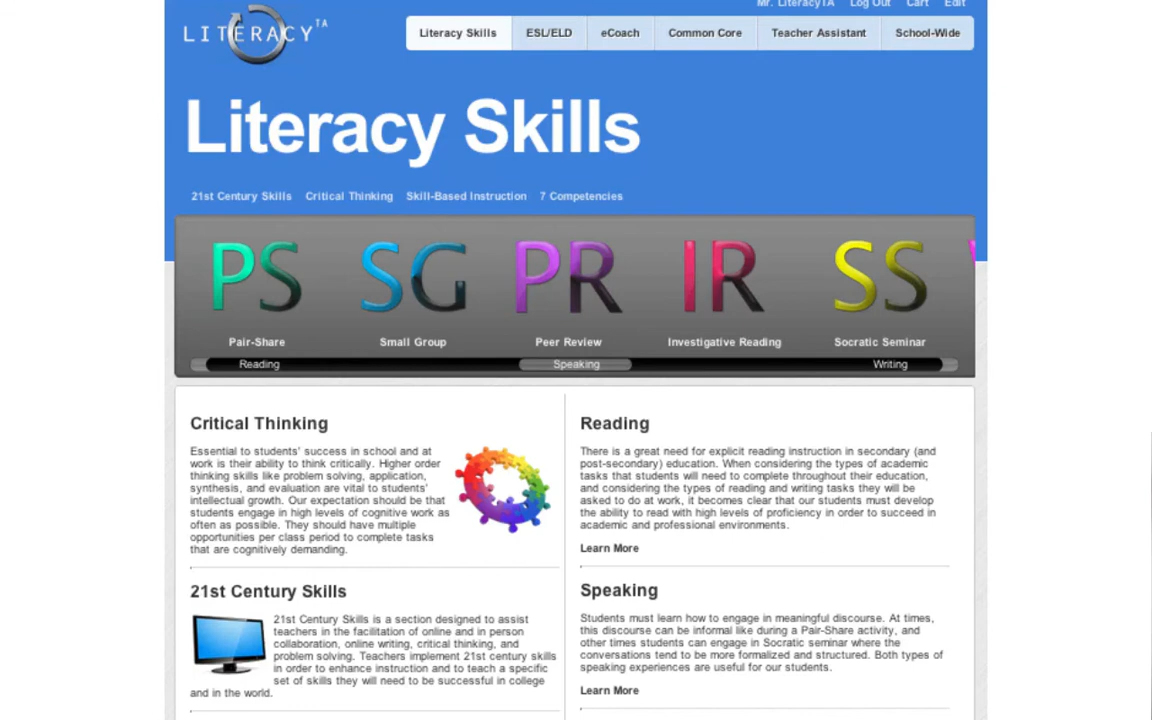 Mr. LiteracyTA Log Out Cart Edit
LITERACY TA
Literacy Skills ESL/ELD eCoach Common Core Teacher Assistant School-Wide
Literacy Skills
21st Century Skills Critical Thinking Skill-Based Instruction 7 Competencies
PS SG PR IR SS
Pair-Share Small Group Peer Review Investigative Reading Socratic Seminar
Reading Speaking Writing
Critical Thinking
Essential to students' success in school and at
work is their ability to think critically. Higher order
thinking skills like problem solving, application,
synthesis, and evaluation are vital to students'
intellectual growth. Our expectation should be that
students engage in high levels of cognitive work as
often as possible. They should have multiple
opportunities per class period to complete tasks
that are cognitively demanding.
21st Century Skills
21st Century Skills is a section designed to assist
teachers in the facilitation of online and in person
collaboration, online writing, critical thinking, and
problem solving. Teachers implement 21st century skills
in order to enhance instruction and to teach a specific
set of skills they will need to be successful in college
and in the world.
Reading
There is a great need for explicit reading instruction in secondary (and
post-secondary) education. When considering the types of academic
tasks that students will need to complete throughout their education,
and considering the types of reading and writing tasks they will be
asked to do at work, it becomes clear that our students must develop
the ability to read with high levels of proficiency in order to succeed in
academic and professional environments.
Learn More
Speaking
Students must learn how to engage in meaningful discourse. At times,
this discourse can be informal like during a Pair-Share activity, and
other times students can engage in Socratic seminar where the
conversations tend to be more formalized and structured. Both types of
speaking experiences are useful for our students.
Learn More